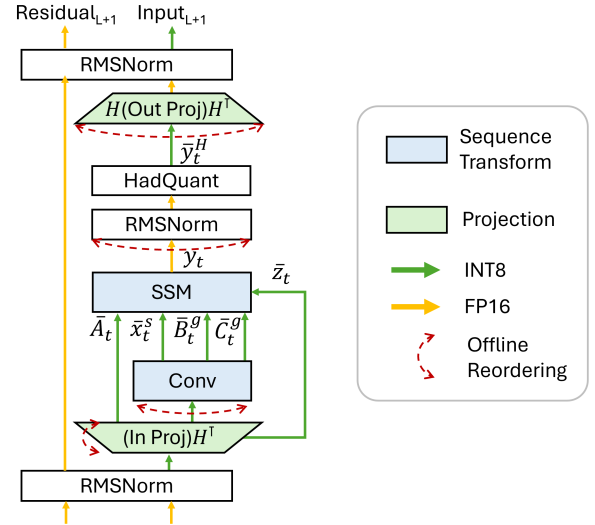 Residual_{L+1} Input_{L+1}
RMSNorm
H(Out Proj)H^⊤
ȳ_t^H
HadQuant
RMSNorm
y_t
z̄_t
SSM
Ā_t x̄_t^s B̄_t^g C̄_t^g
Conv
(In Proj)H^⊤
RMSNorm
Sequence
Transform
Projection
INT8
FP16
Offline
Reordering